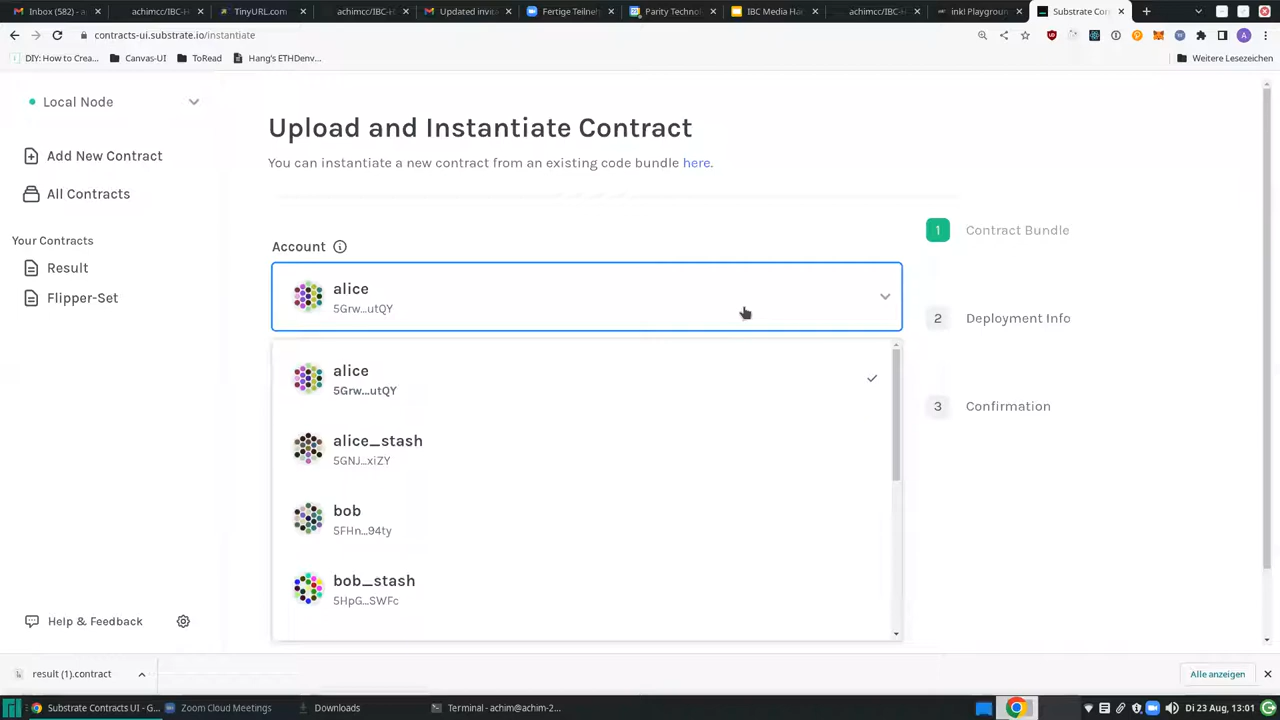 Inbox (552) - a
achimcc/IBC-H
TinyURL.com
achimcc/IBC-H
Updated invit
Fertige Teilneh
Parity Technol
IBC Media Han
achimcc/IBC-H
ink! Playgroun
Substrate Con
contracts-ui.substrate.io/instantiate
DIY: How to Crea...
Canvas-UI
ToRead
Hang's ETHDenv...
Weitere Lesezeichen
Local Node
Add New Contract
All Contracts
Your Contracts
Result
Flipper-Set
Help & Feedback
Upload and Instantiate Contract
You can instantiate a new contract from an existing code bundle here.
Account
alice
5Grw...utQY
alice
5Grw...utQY
alice_stash
5GNJ...xiZY
bob
5FHn...94ty
bob_stash
5HpG...SWFc
1 Contract Bundle
2 Deployment Info
3 Confirmation
result (1).contract
Alle anzeigen
Substrate Contracts UI - G...
Zoom Cloud Meetings
Downloads
Terminal - achim@achim-2...
Di 23 Aug, 13:01